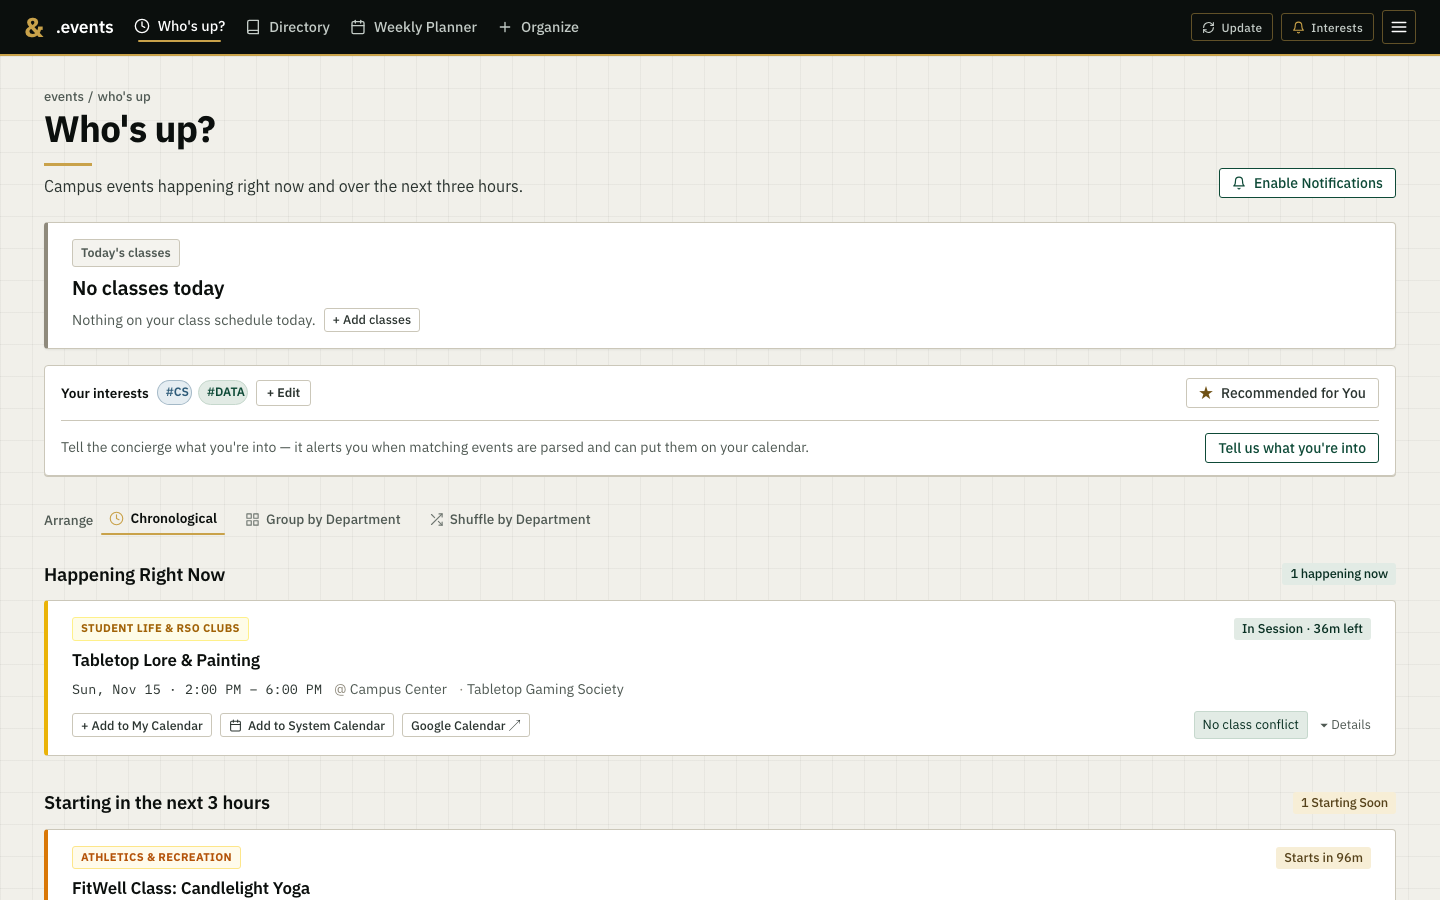 & .events Who's up? Directory Weekly Planner + Organize Update Interests
events / who's up
Who's up?
Campus events happening right now and over the next three hours.
Enable Notifications
Today's classes
No classes today
Nothing on your class schedule today. + Add classes
Your interests #CS #DATA + Edit ★ Recommended for You
Tell the concierge what you're into — it alerts you when matching events are parsed and can put them on your calendar. Tell us what you're into
Arrange Chronological Group by Department Shuffle by Department
Happening Right Now 1 happening now
STUDENT LIFE & RSO CLUBS In Session · 36m left
Tabletop Lore & Painting
Sun, Nov 15 · 2:00 PM – 6:00 PM @ Campus Center · Tabletop Gaming Society
+ Add to My Calendar Add to System Calendar Google Calendar ↗ No class conflict Details
Starting in the next 3 hours 1 Starting Soon
ATHLETICS & RECREATION Starts in 96m
FitWell Class: Candlelight Yoga